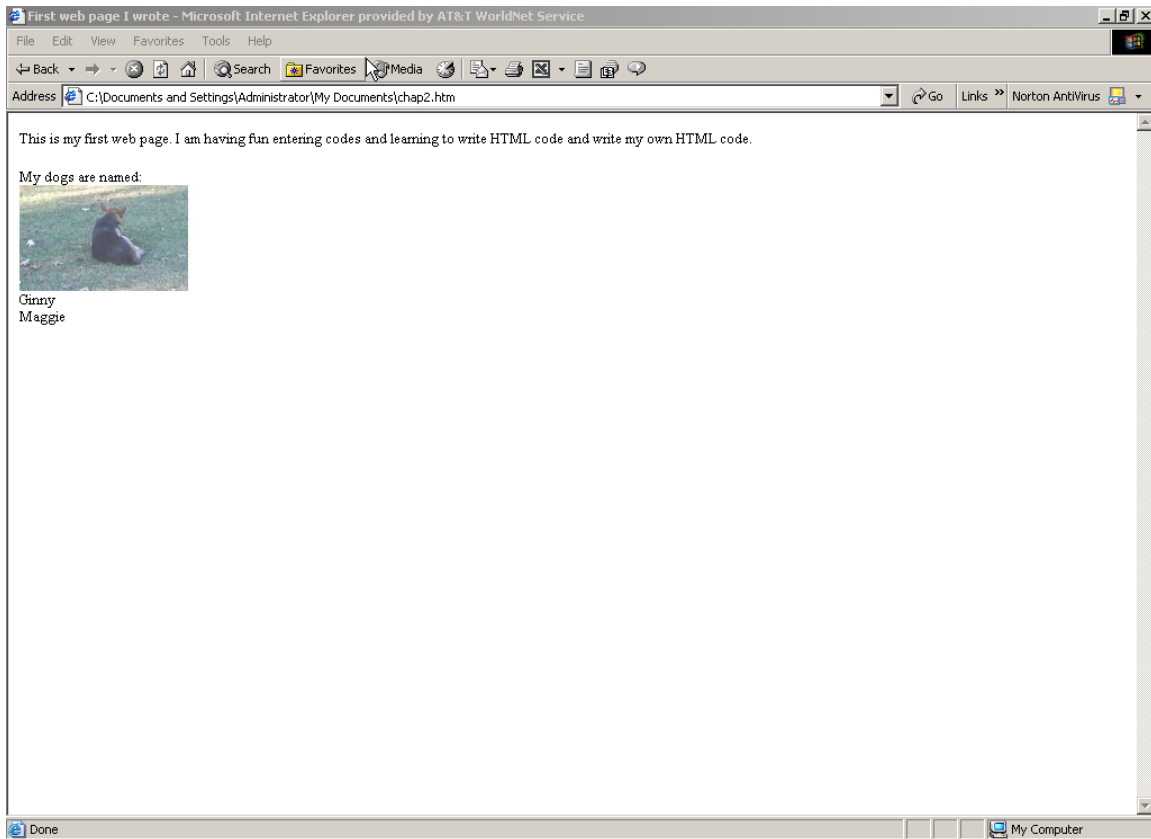 First web page I wrote - Microsoft Internet Explorer provided by AT&T WorldNet Service
File Edit View Favorites Tools Help
Back Search Favorites Media
Address C:\Documents and Settings\Administrator\My Documents\chap2.htm Go Links » Norton AntiVirus
This is my first web page. I am having fun entering codes and learning to write HTML code and write my own HTML code.
My dogs are named:
Ginny
Maggie
Done My Computer